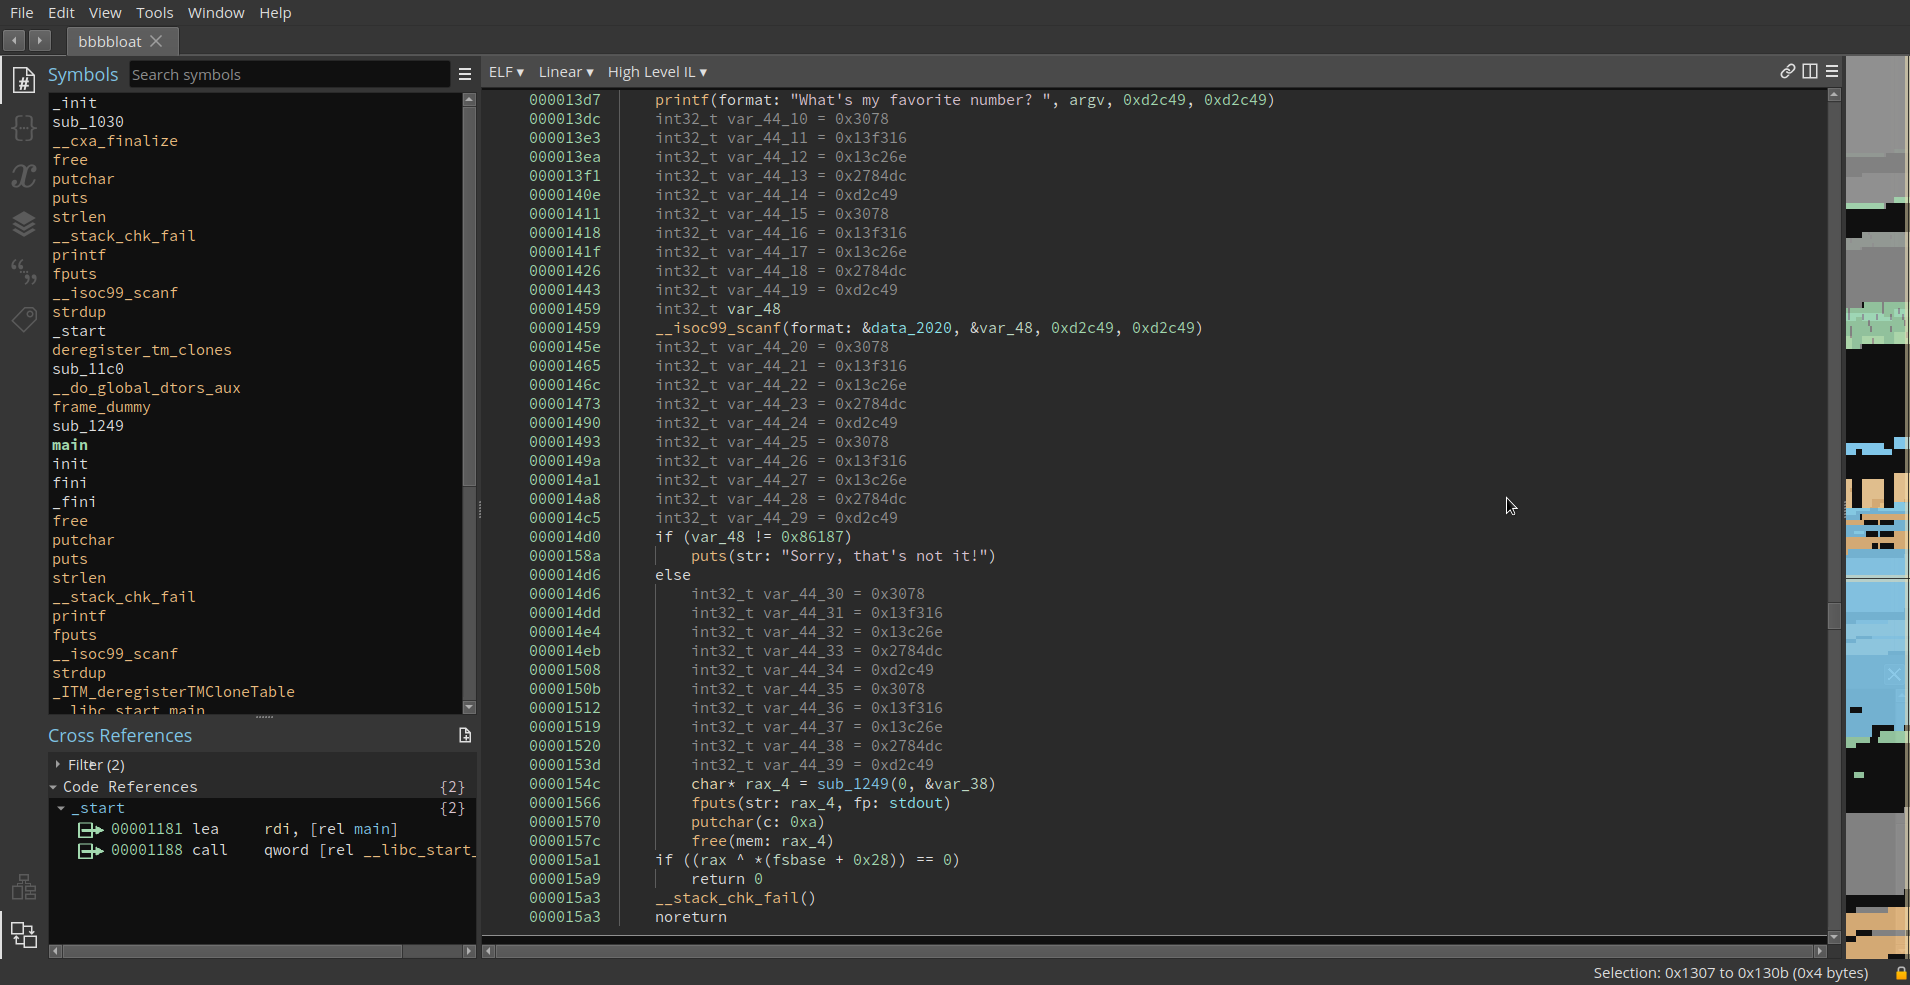 File Edit View Tools Window Help
bbbbloat
Symbols
Search symbols
_init
sub_1030
__cxa_finalize
free
putchar
puts
strlen
__stack_chk_fail
printf
fputs
__isoc99_scanf
strdup
_start
deregister_tm_clones
sub_11c0
__do_global_dtors_aux
frame_dummy
sub_1249
main
init
fini
_fini
free
putchar
puts
strlen
__stack_chk_fail
printf
fputs
__isoc99_scanf
strdup
_ITM_deregisterTMCloneTable
__libc_start_main
Cross References
Filter (2)
Code References {2}
_start {2}
00001181 lea rdi, [rel main]
00001188 call qword [rel __libc_start_
ELF ▾ Linear ▾ High Level IL ▾
000013d7 printf(format: "What's my favorite number? ", argv, 0xd2c49, 0xd2c49)
000013dc int32_t var_44_10 = 0x3078
000013e3 int32_t var_44_11 = 0x13f316
000013ea int32_t var_44_12 = 0x13c26e
000013f1 int32_t var_44_13 = 0x2784dc
0000140e int32_t var_44_14 = 0xd2c49
00001411 int32_t var_44_15 = 0x3078
00001418 int32_t var_44_16 = 0x13f316
0000141f int32_t var_44_17 = 0x13c26e
00001426 int32_t var_44_18 = 0x2784dc
00001443 int32_t var_44_19 = 0xd2c49
00001459 int32_t var_48
00001459 __isoc99_scanf(format: &data_2020, &var_48, 0xd2c49, 0xd2c49)
0000145e int32_t var_44_20 = 0x3078
00001465 int32_t var_44_21 = 0x13f316
0000146c int32_t var_44_22 = 0x13c26e
00001473 int32_t var_44_23 = 0x2784dc
00001490 int32_t var_44_24 = 0xd2c49
00001493 int32_t var_44_25 = 0x3078
0000149a int32_t var_44_26 = 0x13f316
000014a1 int32_t var_44_27 = 0x13c26e
000014a8 int32_t var_44_28 = 0x2784dc
000014c5 int32_t var_44_29 = 0xd2c49
000014d0 if (var_48 != 0x86187)
0000158a puts(str: "Sorry, that's not it!")
000014d6 else
000014d6 int32_t var_44_30 = 0x3078
000014dd int32_t var_44_31 = 0x13f316
000014e4 int32_t var_44_32 = 0x13c26e
000014eb int32_t var_44_33 = 0x2784dc
00001508 int32_t var_44_34 = 0xd2c49
0000150b int32_t var_44_35 = 0x3078
00001512 int32_t var_44_36 = 0x13f316
00001519 int32_t var_44_37 = 0x13c26e
00001520 int32_t var_44_38 = 0x2784dc
0000153d int32_t var_44_39 = 0xd2c49
0000154c char* rax_4 = sub_1249(0, &var_38)
00001566 fputs(str: rax_4, fp: stdout)
00001570 putchar(c: 0xa)
0000157c free(mem: rax_4)
000015a1 if ((rax ^ *(fsbase + 0x28)) == 0)
000015a9 return 0
000015a3 __stack_chk_fail()
000015a3 noreturn
Selection: 0x1307 to 0x130b (0x4 bytes)